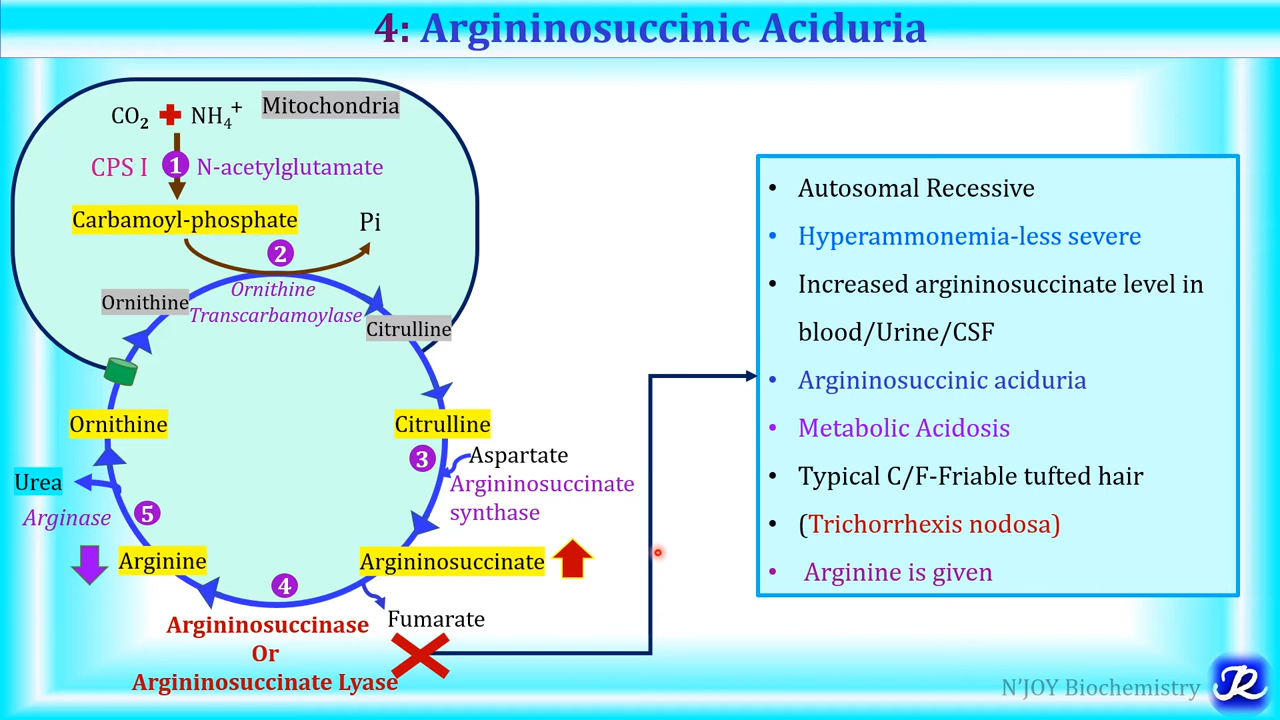 4: Argininosuccinic Aciduria
CO₂ + NH₄⁺ Mitochondria
CPS I 1 N-acetylglutamate
Carbamoyl-phosphate Pi
2
Ornithine
Transcarbamoylase
Ornithine
Citrulline
Ornithine
Citrulline
3 Aspartate
Argininosuccinate
synthase
Urea
Arginase 5
Arginine
Argininosuccinate
4
Fumarate
Argininosuccinase
Or
Argininosuccinate Lyase
• Autosomal Recessive
• Hyperammonemia-less severe
• Increased argininosuccinate level in
blood/Urine/CSF
• Argininosuccinic aciduria
• Metabolic Acidosis
• Typical C/F-Friable tufted hair
• (Trichorrhexis nodosa)
• Arginine is given
N'JOY Biochemistry
JR